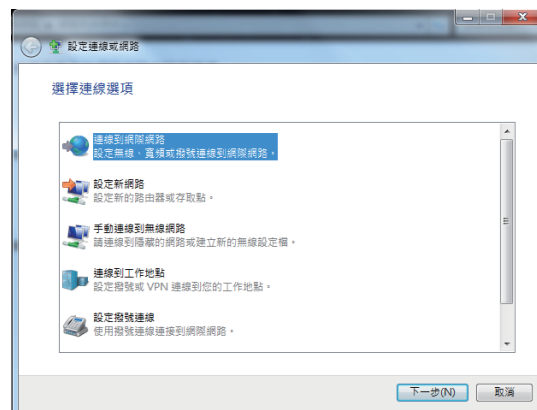 設定連線或網路
選擇連線選項
連線到網際網路
設定無線、寬頻或撥號連線到網際網路。
設定新網路
設定新的路由器或存取點。
手動連線到無線網路
請連線到隱藏的網路或建立新的無線設定檔。
連線到工作地點
設定撥號或 VPN 連線到您的工作地點。
設定撥號連線
使用撥號連線連接到網際網路。
下一步(N)
取消